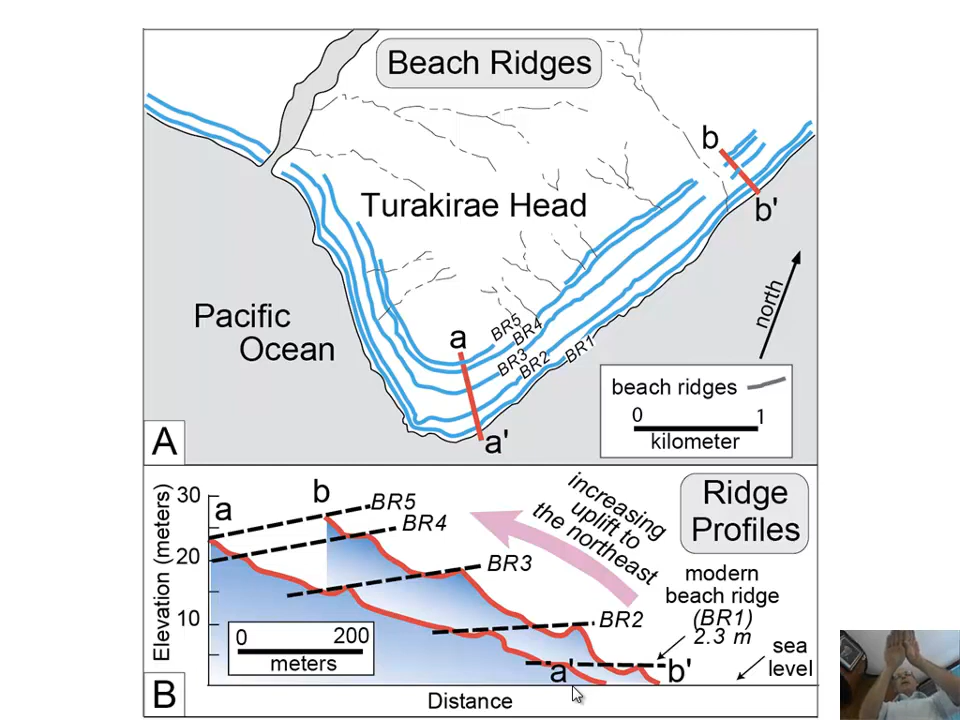 Beach Ridges
b
Turakirae Head
b'
Pacific
Ocean
north
a
BR5
BR4
BR3
BR2
BR1
beach ridges
0 1
kilometer
a'
A
Elevation (meters)
30
20
10
a
b
BR5
BR4
BR3
BR2
increasing
uplift to
the northeast
Ridge
Profiles
modern
beach ridge
(BR1)
2.3 m
sea
level
0 200
meters
a'
b'
B
Distance